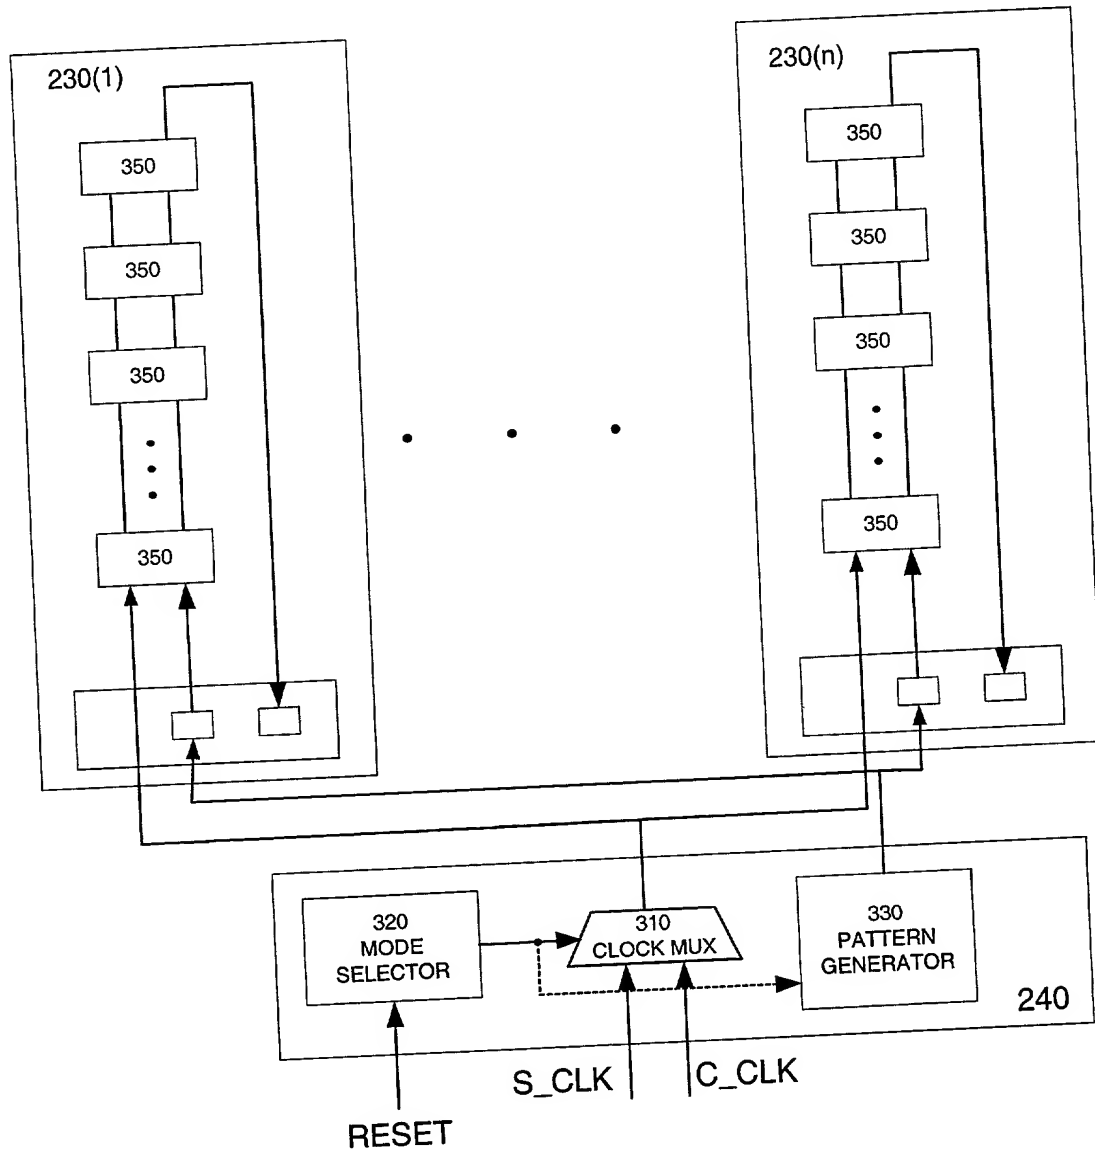 230(1)
350
350
350
350
230(n)
350
350
350
350
320
MODE
SELECTOR
310
CLOCK MUX
330
PATTERN
GENERATOR
240
S_CLK
C_CLK
RESET